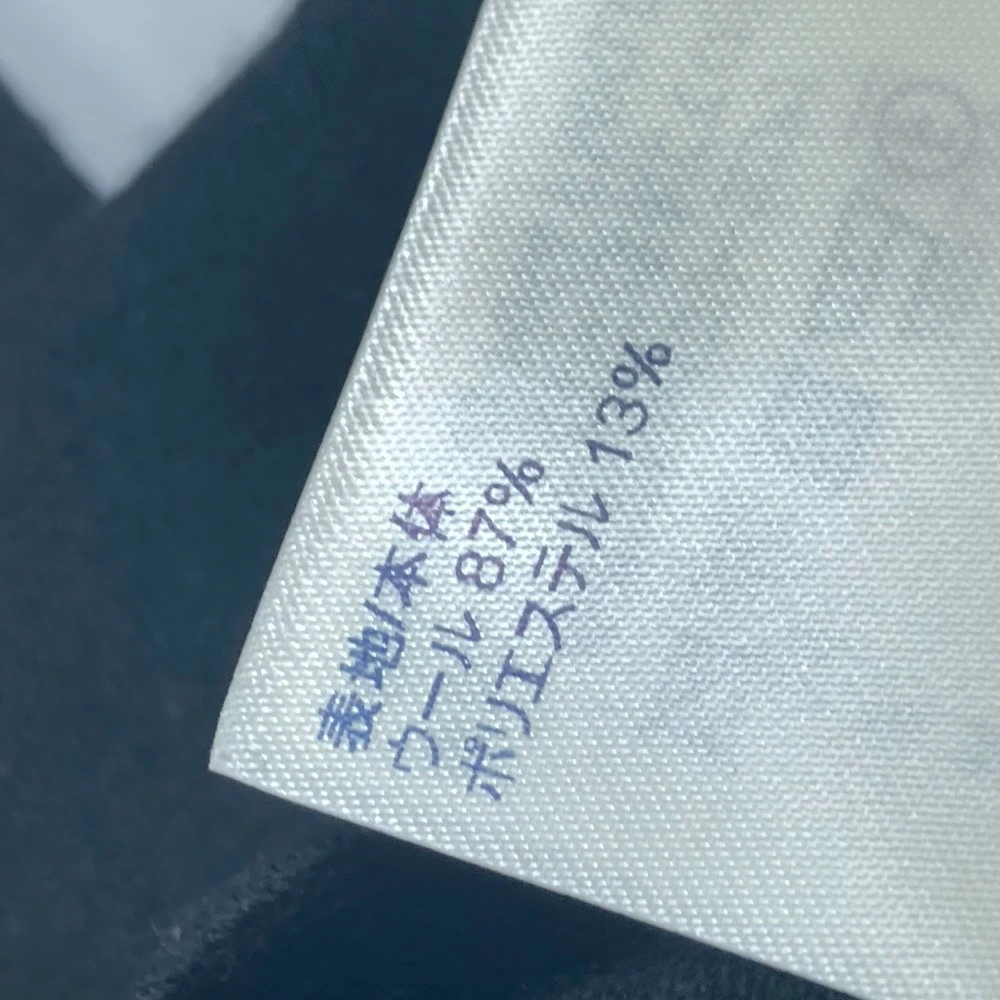 表地/本体
ウール 87%
ポリエステル 13%